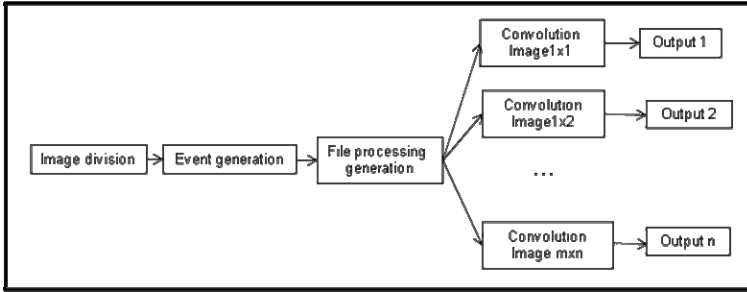 Image division
Event generation
File processing
generation
Convolution
Image1x1
Output 1
Convolution
Image1x2
Output 2
...
Convolution
Image mxn
Output n